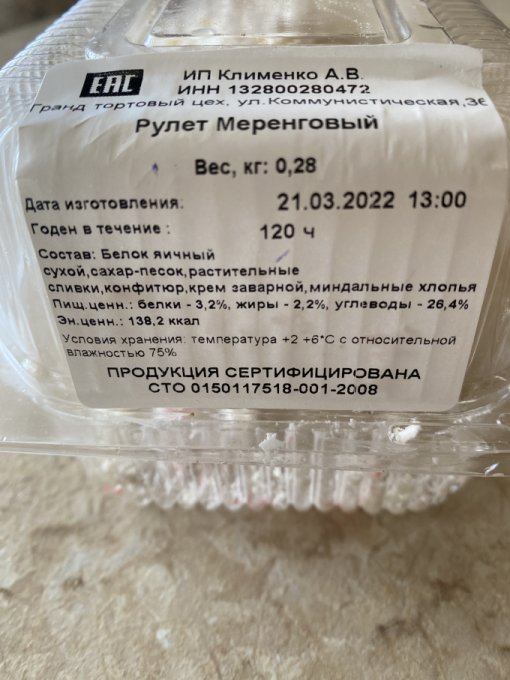 EAC
ИП Клименко А.В.
ИНН 132800280472
Гранд тортовый цех, ул.Коммунистическая,36
Рулет Меренговый
Вес, кг: 0,28
Дата изготовления: 21.03.2022 13:00
Годен в течение : 120 ч
Состав: Белок яичный
сухой,сахар-песок,растительные
сливки,конфитюр,крем заварной,миндальные хлопья
Пищ.ценн.: белки - 3,2%, жиры - 2,2%, углеводы - 26,4%
Эн.ценн.: 138,2 ккал
Условия хранения: температура +2 +6°С с относительной
влажностью 75%
ПРОДУКЦИЯ СЕРТИФИЦИРОВАНА
СТО 0150117518-001-2008